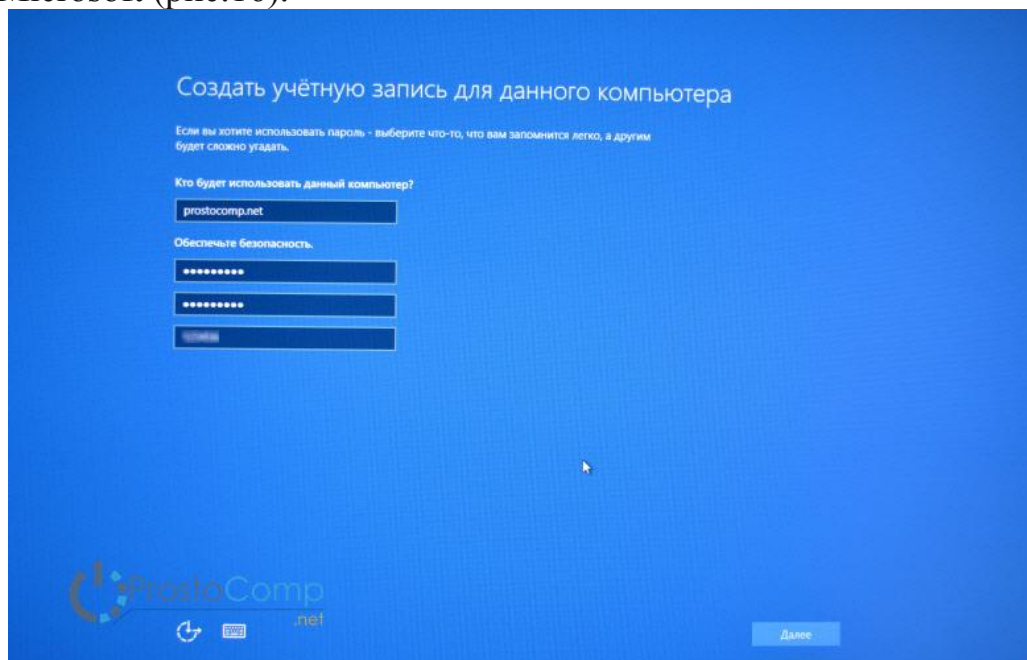 Microsoft (рис.10).
Создать учётную запись для данного компьютера
Если вы хотите использовать пароль - выберите что-то, что вам запомнится легко, а другим
будет сложно угадать.
Кто будет использовать данный компьютер?
prostocomp.net
Обеспечьте безопасность.
•••••••••
•••••••••
ProstoComp
.net
Далее